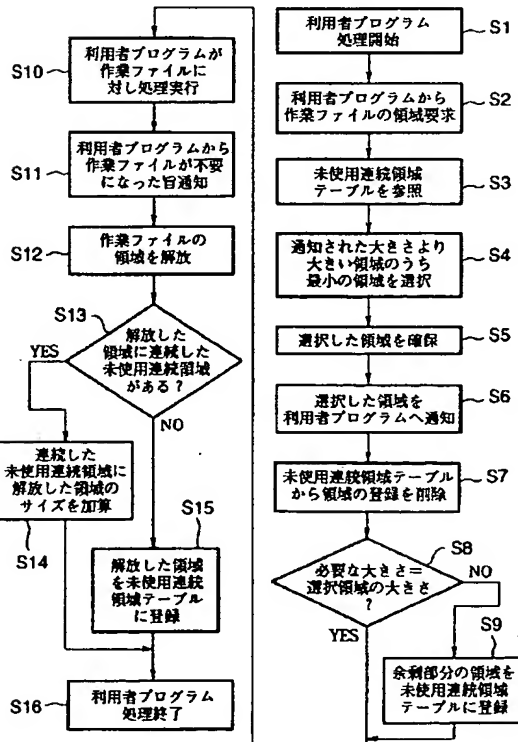 S1
利用者プログラム
処理開始
S2
利用者プログラムから
作業ファイルの領域要求
S3
未使用連続領域
テーブルを参照
S4
通知された大きさより
大きい領域のうち
最小の領域を選択
S5
選択した領域を確保
S6
選択した領域を
利用者プログラムへ通知
S7
未使用連続領域テーブル
から領域の登録を削除
S8
必要な大きさ=
選択領域の大きさ
?
NO
YES
S9
余剰部分の領域を
未使用連続領域
テーブルに登録
S10
利用者プログラムが
作業ファイルに
対し処理実行
S11
利用者プログラムから
作業ファイルが不要
になった旨通知
S12
作業ファイルの
領域を解放
S13
解放した
領域に連続した
未使用連続領域
がある?
YES
NO
連続した
未使用連続領域に
解放した領域の
サイズを加算
S14
S15
解放した領域
を未使用連続
領域テーブル
に登録
S16
利用者プログラム
処理終了